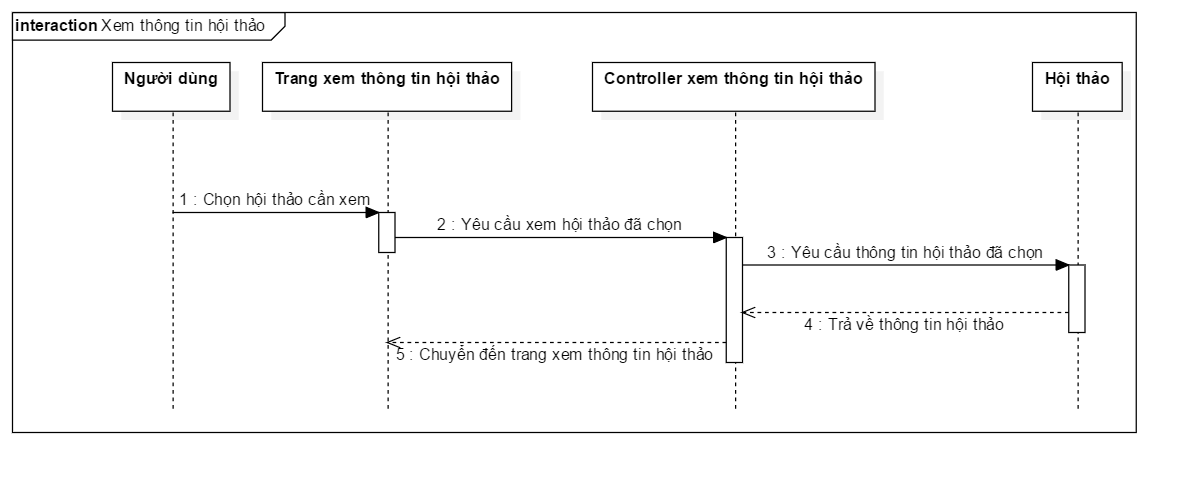 interaction Xem thông tin hội thảo
Người dùng
Trang xem thông tin hội thảo
Controller xem thông tin hội thảo
Hội thảo
1 : Chọn hội thảo cần xem
2 : Yêu cầu xem hội thảo đã chọn
3 : Yêu cầu thông tin hội thảo đã chọn
4 : Trả về thông tin hội thảo
5 : Chuyển đến trang xem thông tin hội thảo